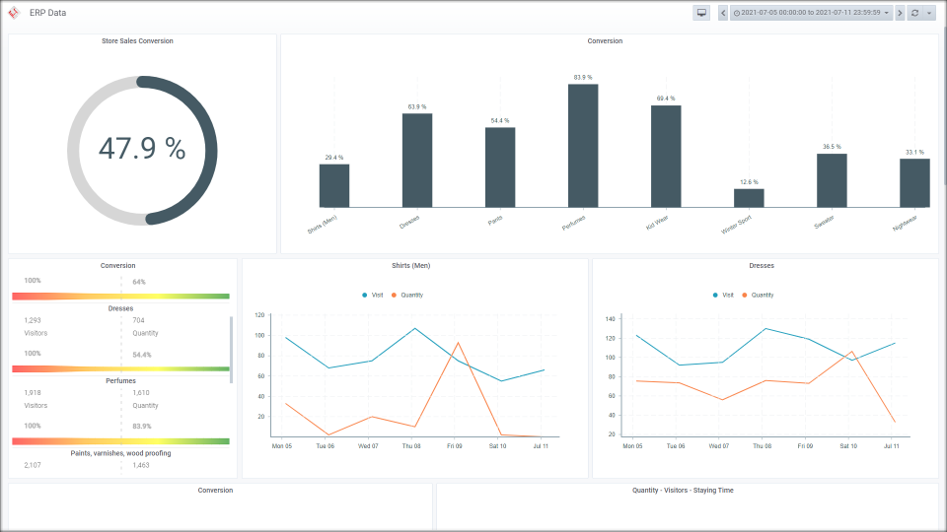 ERP Data
2021-07-05 00:00:00 to 2021-07-11 23:59:59
Store Sales Conversion
47.9 %
Conversion
29.4 %
63.9 %
54.4 %
83.9 %
69.4 %
12.6 %
36.5 %
33.1 %
Shirts (Men)
Dresses
Pants
Perfumes
Kid Wear
Winter Sport
Sweater
Nightwear
Conversion
100% 64%
Dresses
1,293 704
Visitors Quantity
100% 54.4%
Perfumes
1,918 1,610
Visitors Quantity
100% 83.9%
Paints, varnishes, wood proofing
2,107 1,463
Shirts (Men)
Visit Quantity
120
100
80
60
40
20
Mon 05 Tue 06 Wed 07 Thu 08 Fri 09 Sat 10 Jul 11
Dresses
Visit Quantity
140
120
100
80
60
40
20
Mon 05 Tue 06 Wed 07 Thu 08 Fri 09 Sat 10 Jul 11
Conversion
Quantity - Visitors - Staying Time